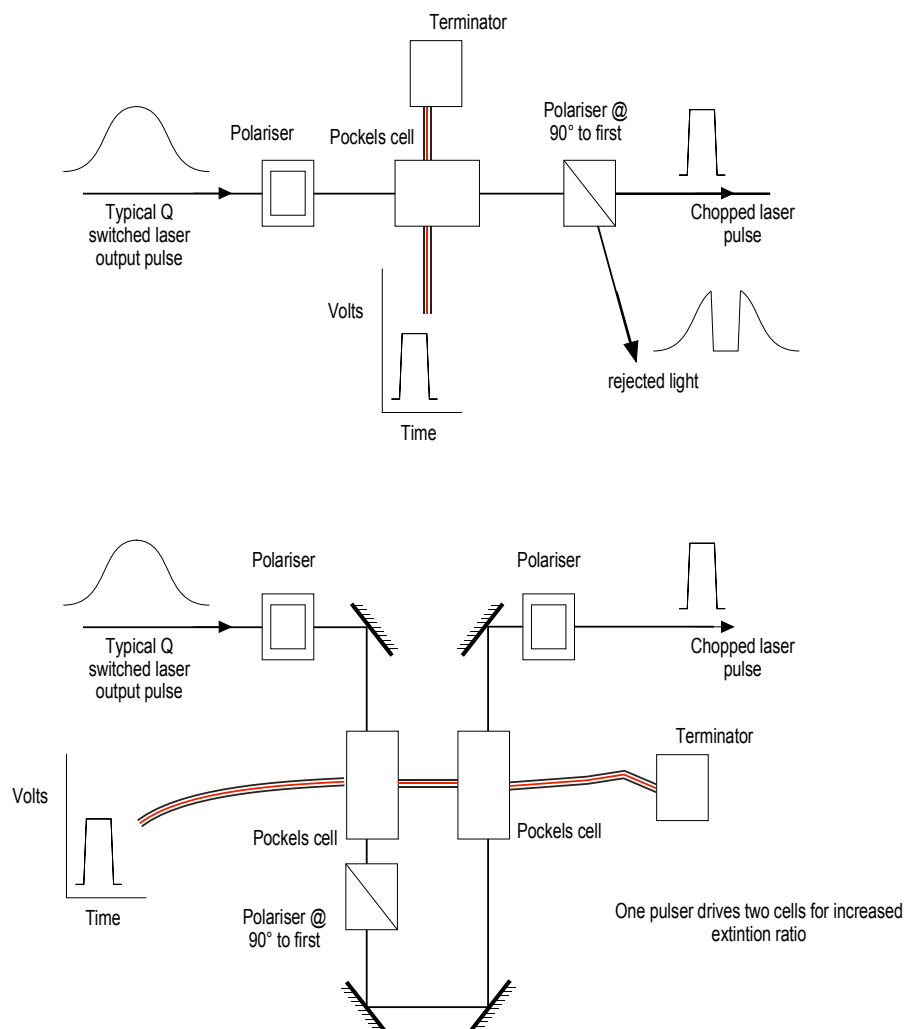 Terminator
Polariser
Pockels cell
Polariser @
90° to first
Typical Q
switched laser
output pulse
Chopped laser
pulse
Volts
rejected light
Time
Polariser
Polariser
Typical Q
switched laser
output pulse
Chopped laser
pulse
Terminator
Volts
Pockels cell
Pockels cell
Time
Polariser @
90° to first
One pulser drives two cells for increased
extintion ratio